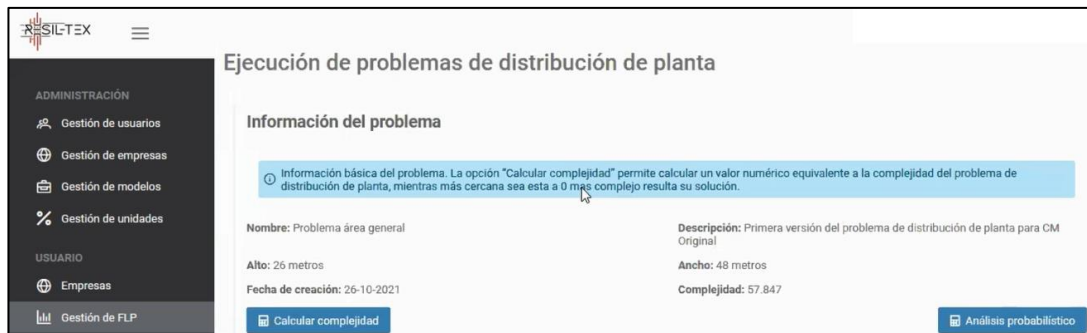 RESIL-TEX
Ejecución de problemas de distribución de planta
ADMINISTRACIÓN
Gestión de usuarios
Gestión de empresas
Gestión de modelos
Gestión de unidades
USUARIO
Empresas
Gestión de FLP
Información del problema
Información básica del problema. La opción "Calcular complejidad" permite calcular un valor numérico equivalente a la complejidad del problema de
distribución de planta, mientras más cercana sea esta a 0 mas complejo resulta su solución.
Nombre: Problema área general
Descripción: Primera versión del problema de distribución de planta para CM
Original
Alto: 26 metros
Ancho: 48 metros
Fecha de creación: 26-10-2021
Complejidad: 57.847
Calcular complejidad
Análisis probabilístico